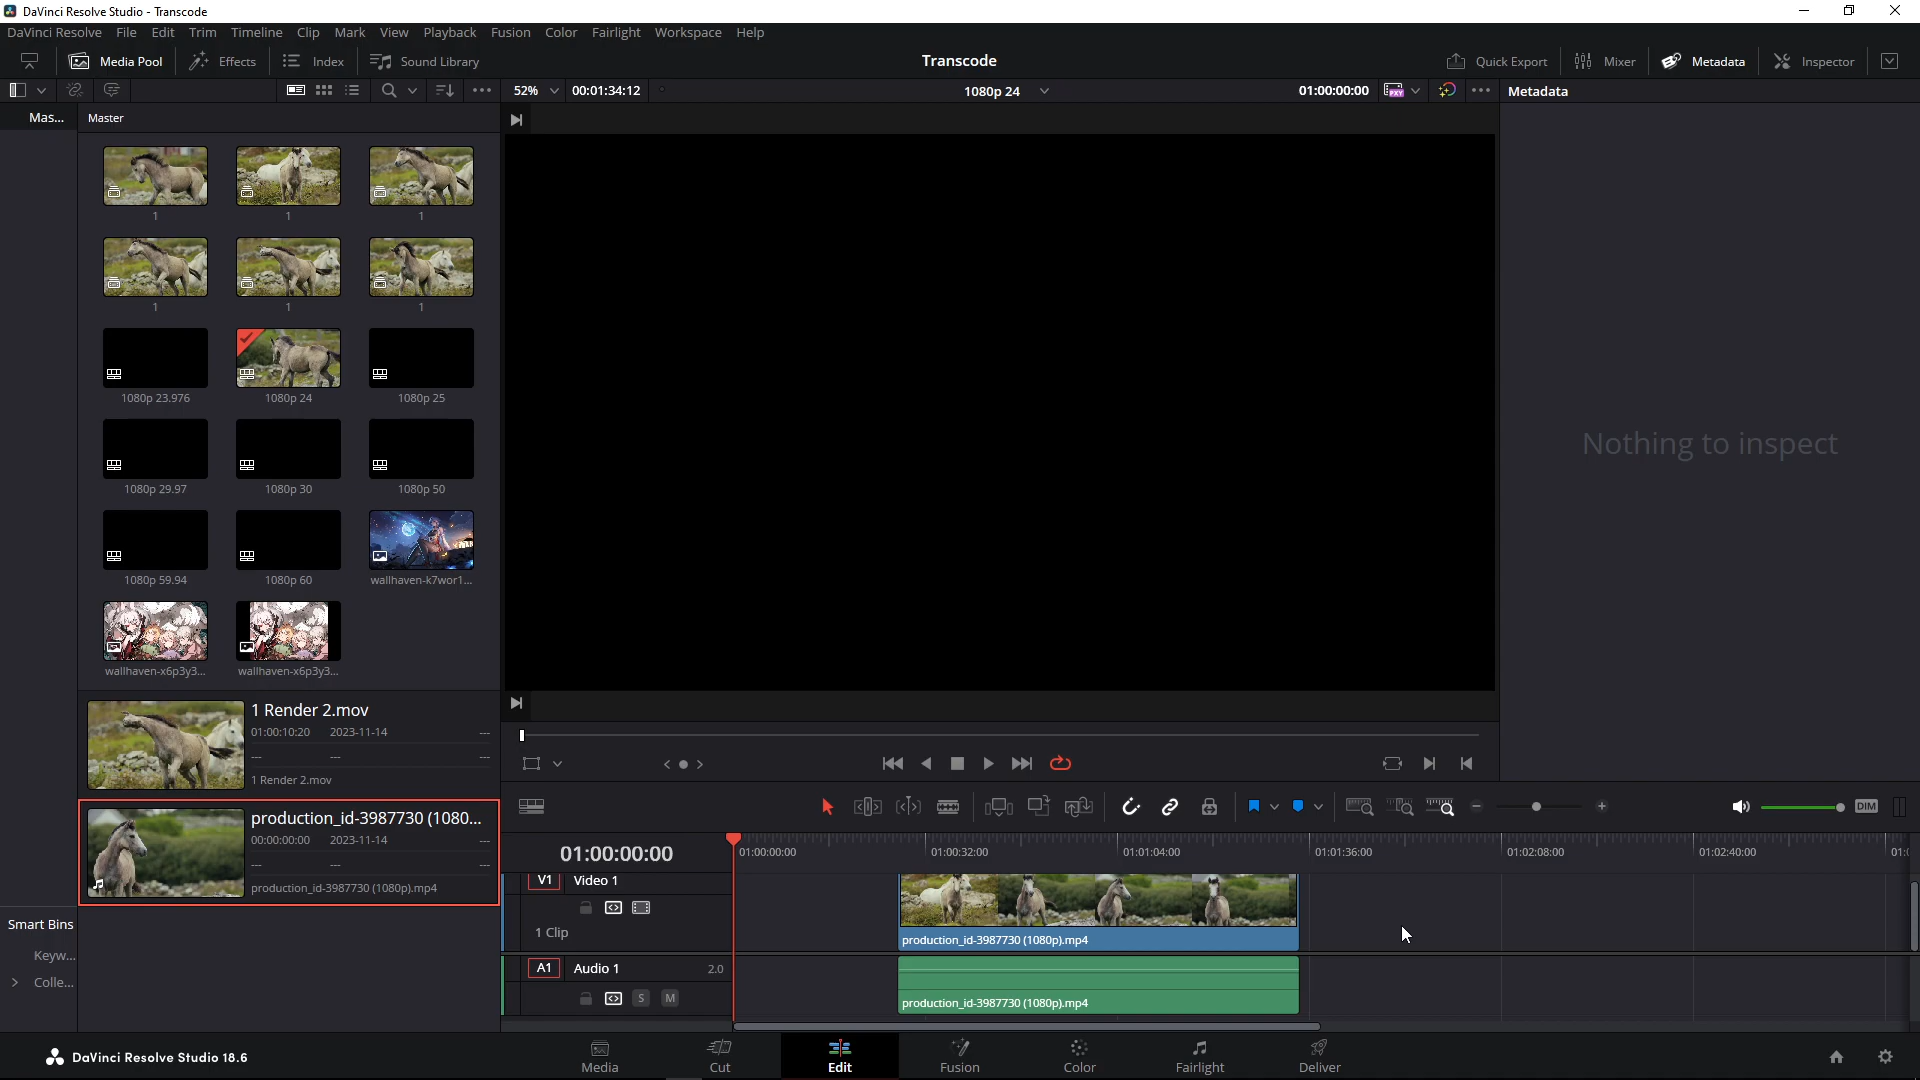 DaVinci Resolve Studio - Transcode
DaVinci Resolve File Edit Trim Timeline Clip Mark View Playback Fusion Color Fairlight Workspace Help
Media Pool Effects Index Sound Library Transcode Quick Export Mixer Metadata Inspector
52% 00:01:34:12 1080p 24 01:00:00:00 PXY Metadata
Mas... Master
1 1 1
1 1 1
1080p 23.976 1080p 24 1080p 25
1080p 29.97 1080p 30 1080p 50
1080p 59.94 1080p 60 wallhaven-k7wor1...
wallhaven-x6p3y3... wallhaven-x6p3y3...
Nothing to inspect
1 Render 2.mov
01:00:10:20 2023-11-14 ---
--- --- ---
1 Render 2.mov
production_id-3987730 (1080...
00:00:00:00 2023-11-14 ---
--- --- ---
production_id-3987730 (1080p).mp4
Smart Bins
Keyw...
Colle...
DIM
01:00:00:00
01:00:00:00 01:00:32:00 01:01:04:00 01:01:36:00 01:02:08:00 01:02:40:00 01:
V1 Video 1
1 Clip
production_id-3987730 (1080p).mp4
A1 Audio 1 2.0
S M
production_id-3987730 (1080p).mp4
DaVinci Resolve Studio 18.6
Media Cut Edit Fusion Color Fairlight Deliver